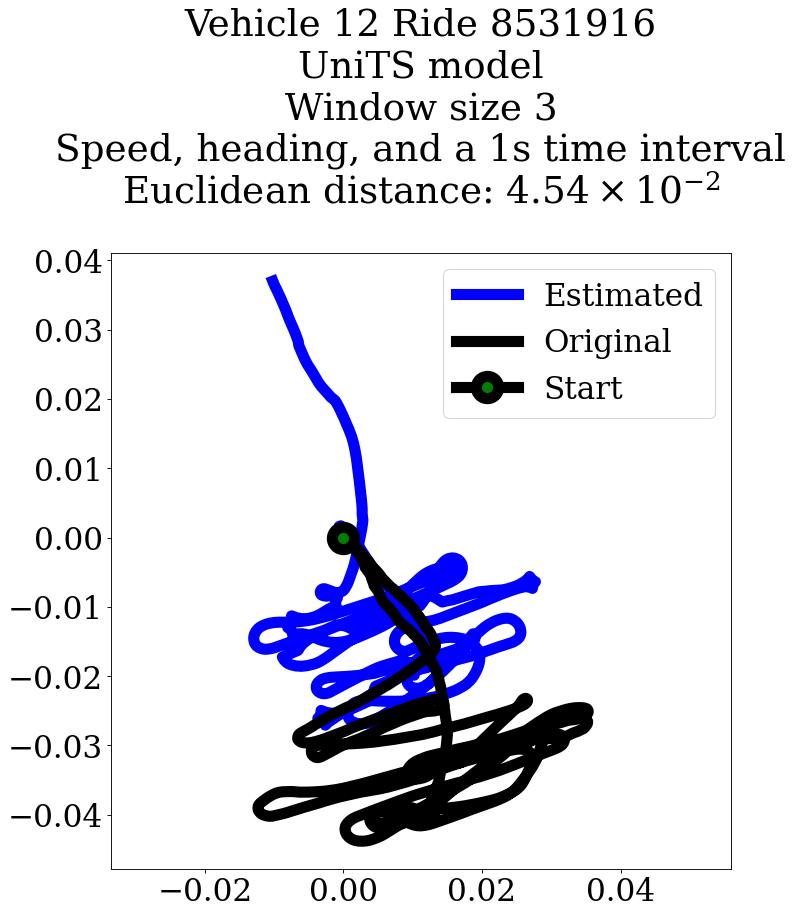 Vehicle 12 Ride 8531916
UniTS model
Window size 3
Speed, heading, and a 1s time interval
Euclidean distance: 4.54 × 10⁻²
0.04
0.03
0.02
0.01
0.00
−0.01
−0.02
−0.03
−0.04
Estimated
Original
Start
−0.02 0.00 0.02 0.04